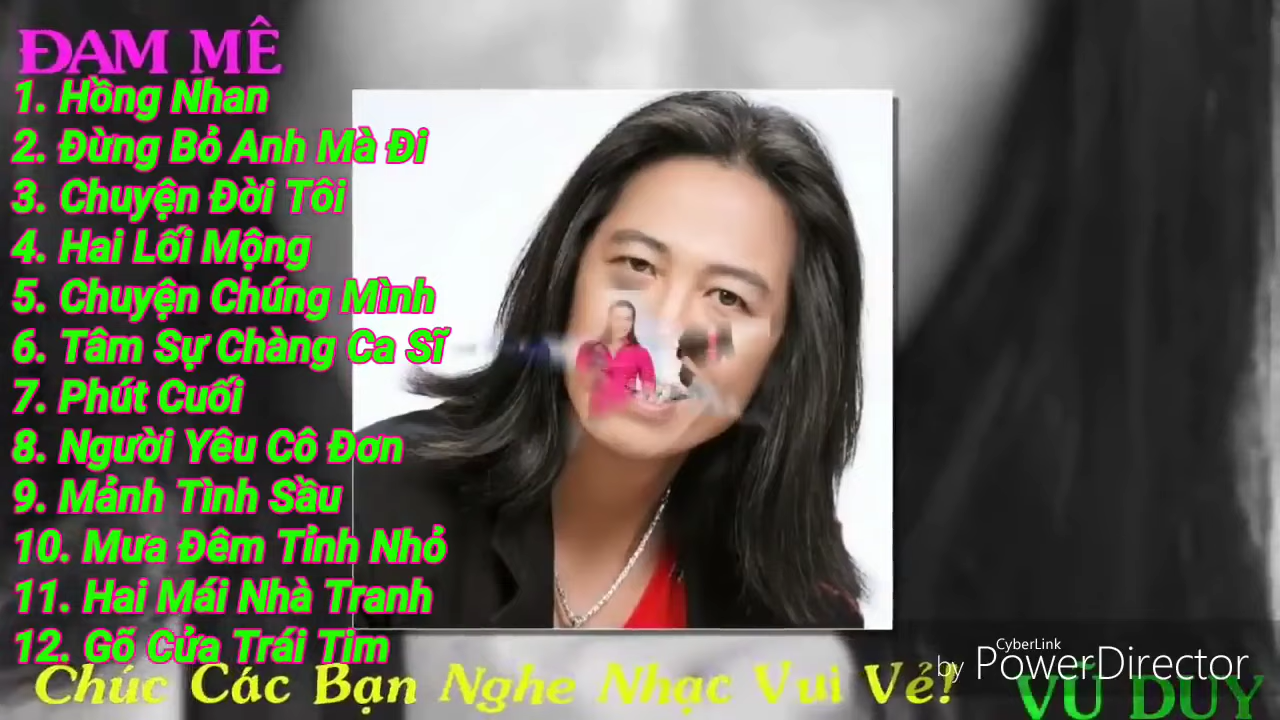 ĐAM MÊ
1. Hồng Nhan
2. Đừng Bỏ Anh Mà Đi
3. Chuyện Đời Tôi
4. Hai Lối Mộng
5. Chuyện Chúng Mình
6. Tâm Sự Chàng Ca Sĩ
7. Phút Cuối
8. Người Yêu Cô Đơn
9. Mảnh Tình Sầu
10. Mưa Đêm Tỉnh Nhỏ
11. Hai Mái Nhà Tranh
12. Gõ Cửa Trái Tim
Chúc Các Bạn Nghe Nhạc Vui Vẻ!
CyberLink
by PowerDirector
VŨ DUY